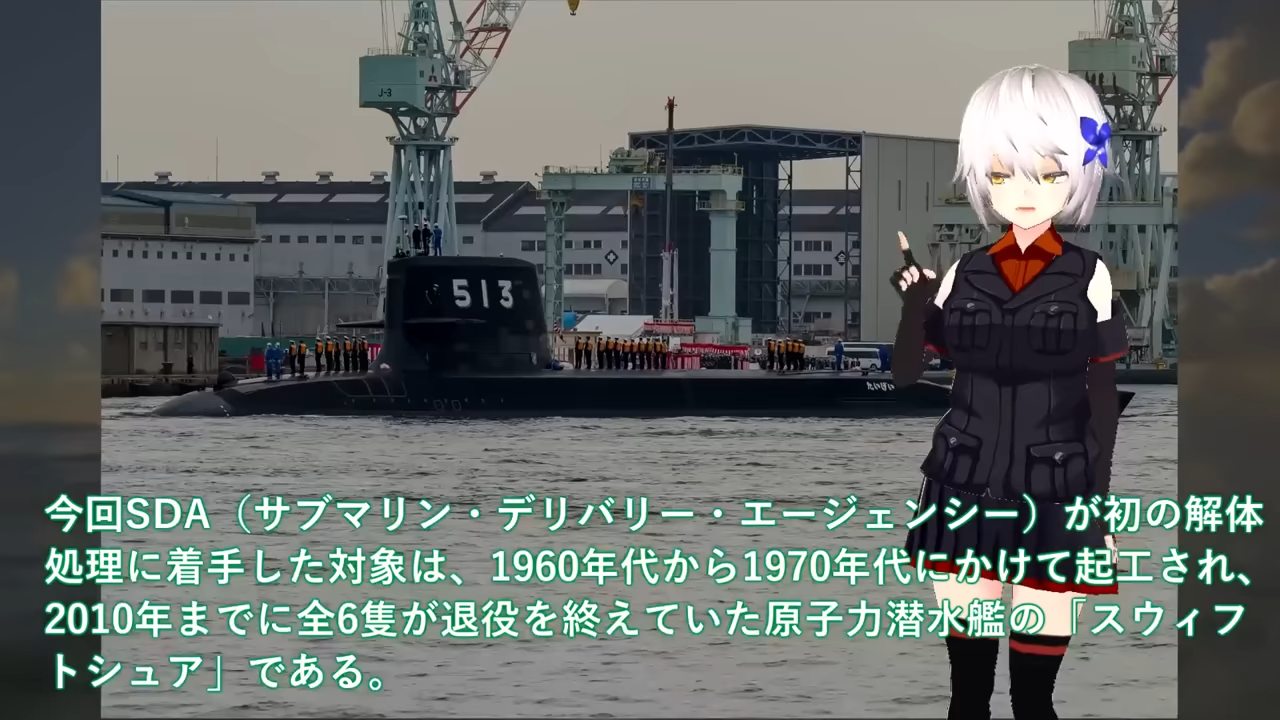 J-3
513
たいげい
今回SDA（サブマリン・デリバリー・エージェンシー）が初の解体
処理に着手した対象は、1960年代から1970年代にかけて起工され、
2010年までに全6隻が退役を終えていた原子力潜水艦の「スウィフ
トシュア」である。